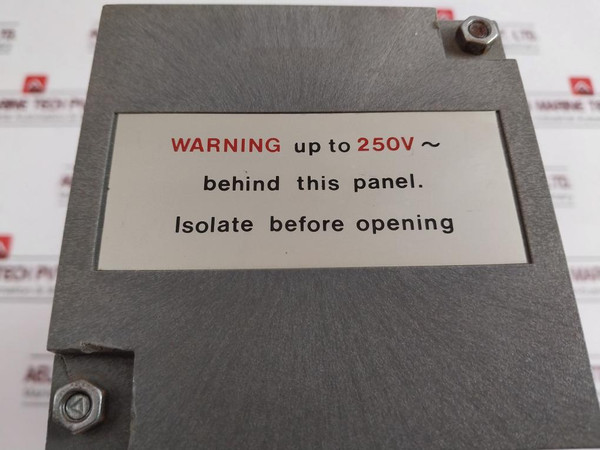 WARNING up to 250V ~
behind this panel.
Isolate before opening